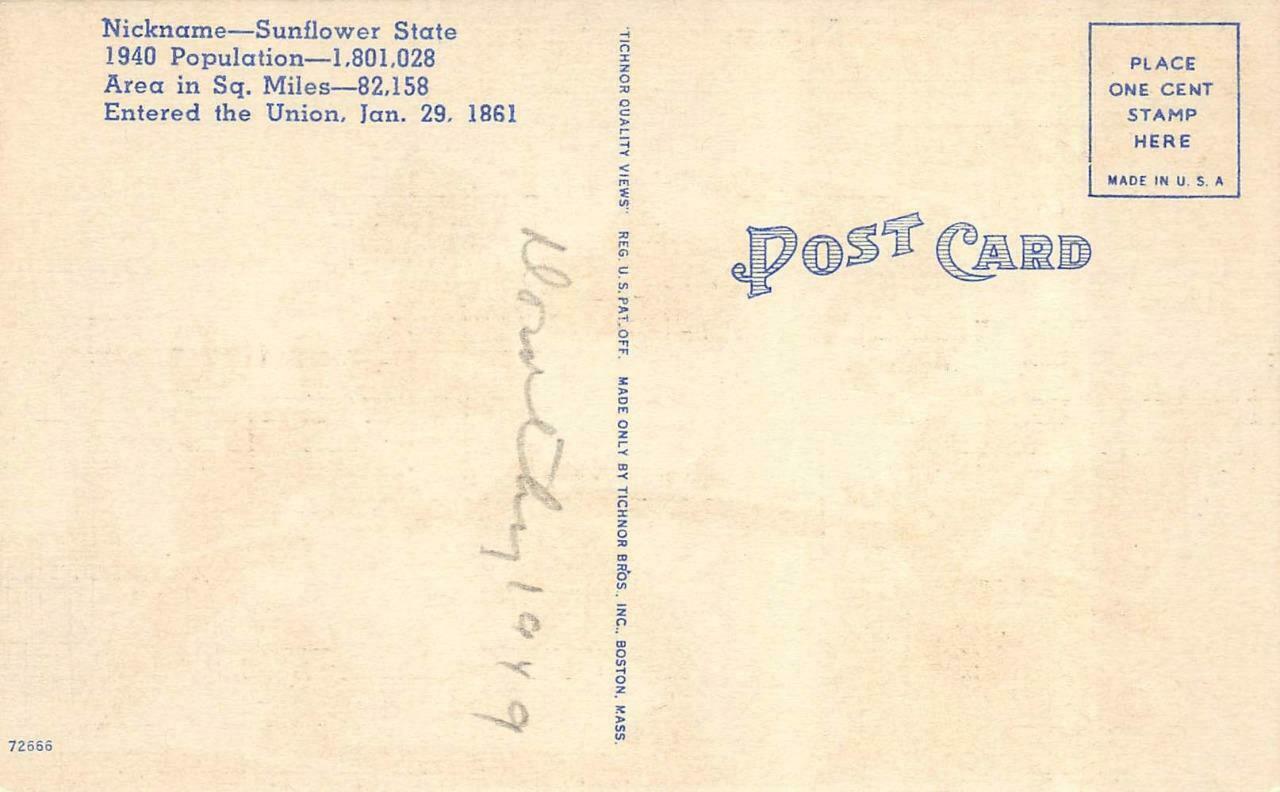 Nickname—Sunflower State
1940 Population—1,801,028
Area in Sq. Miles—82,158
Entered the Union, Jan. 29, 1861
Dorothy 1949
72666
"TICHNOR QUALITY VIEWS" REG. U.S. PAT. OFF. MADE ONLY BY TICHNOR BROS., INC., BOSTON, MASS.
PLACE
ONE CENT
STAMP
HERE
MADE IN U. S. A
POST CARD